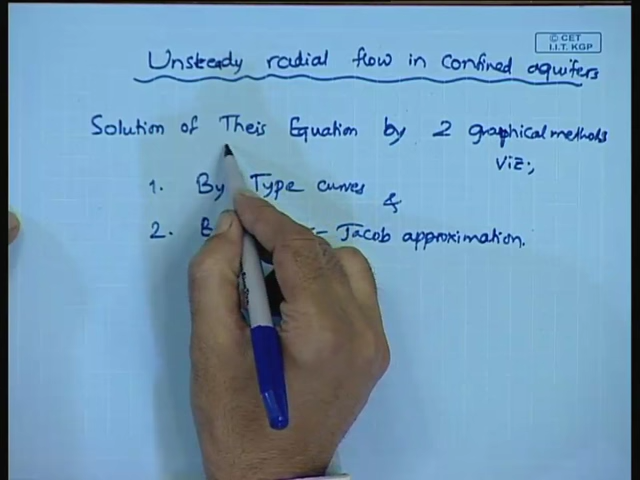 © CET
I.I.T. KGP
Unsteady radial flow in confined aquifers
Solution of Theis Equation by 2 graphical methods
viz;
1. By Type curves &
2. Jacob approximation.